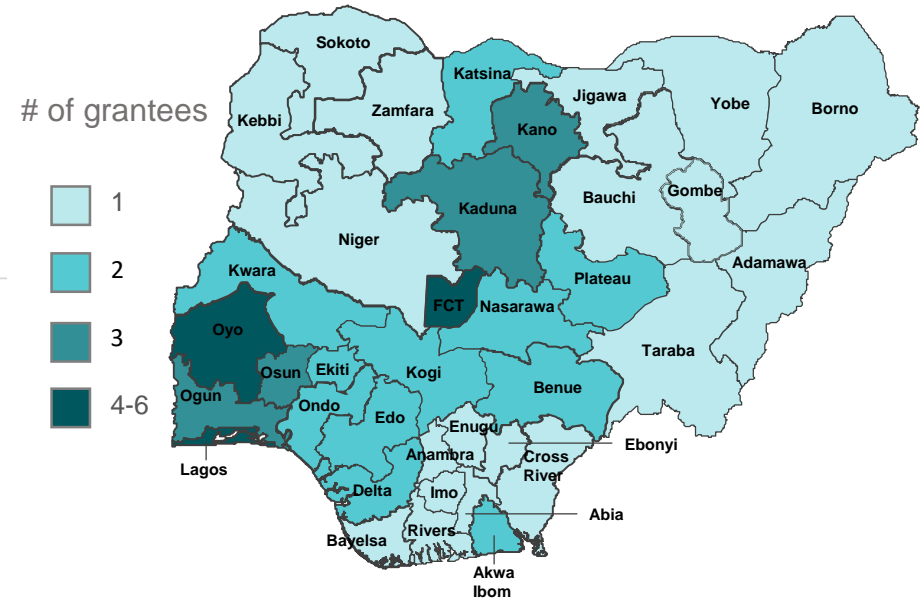 # of grantees
1
2
3
4-6
Sokoto
Katsina
Jigawa
Yobe
Borno
Kebbi
Zamfara
Kano
Kaduna
Bauchi
Gombe
Niger
Adamawa
Kwara
Plateau
FCT
Nasarawa
Oyo
Taraba
Osun
Ekiti
Kogi
Benue
Ogun
Ondo
Edo
Enugu
Ebonyi
Anambra
Cross
River
Lagos
Delta
Imo
Abia
Rivers
Bayelsa
Akwa
Ibom